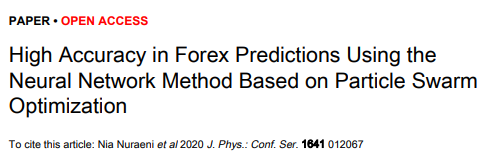 PAPER • OPEN ACCESS
High Accuracy in Forex Predictions Using the
Neural Network Method Based on Particle Swarm
Optimization
To cite this article: Nia Nuraeni et al 2020 J. Phys.: Conf. Ser. 1641 012067